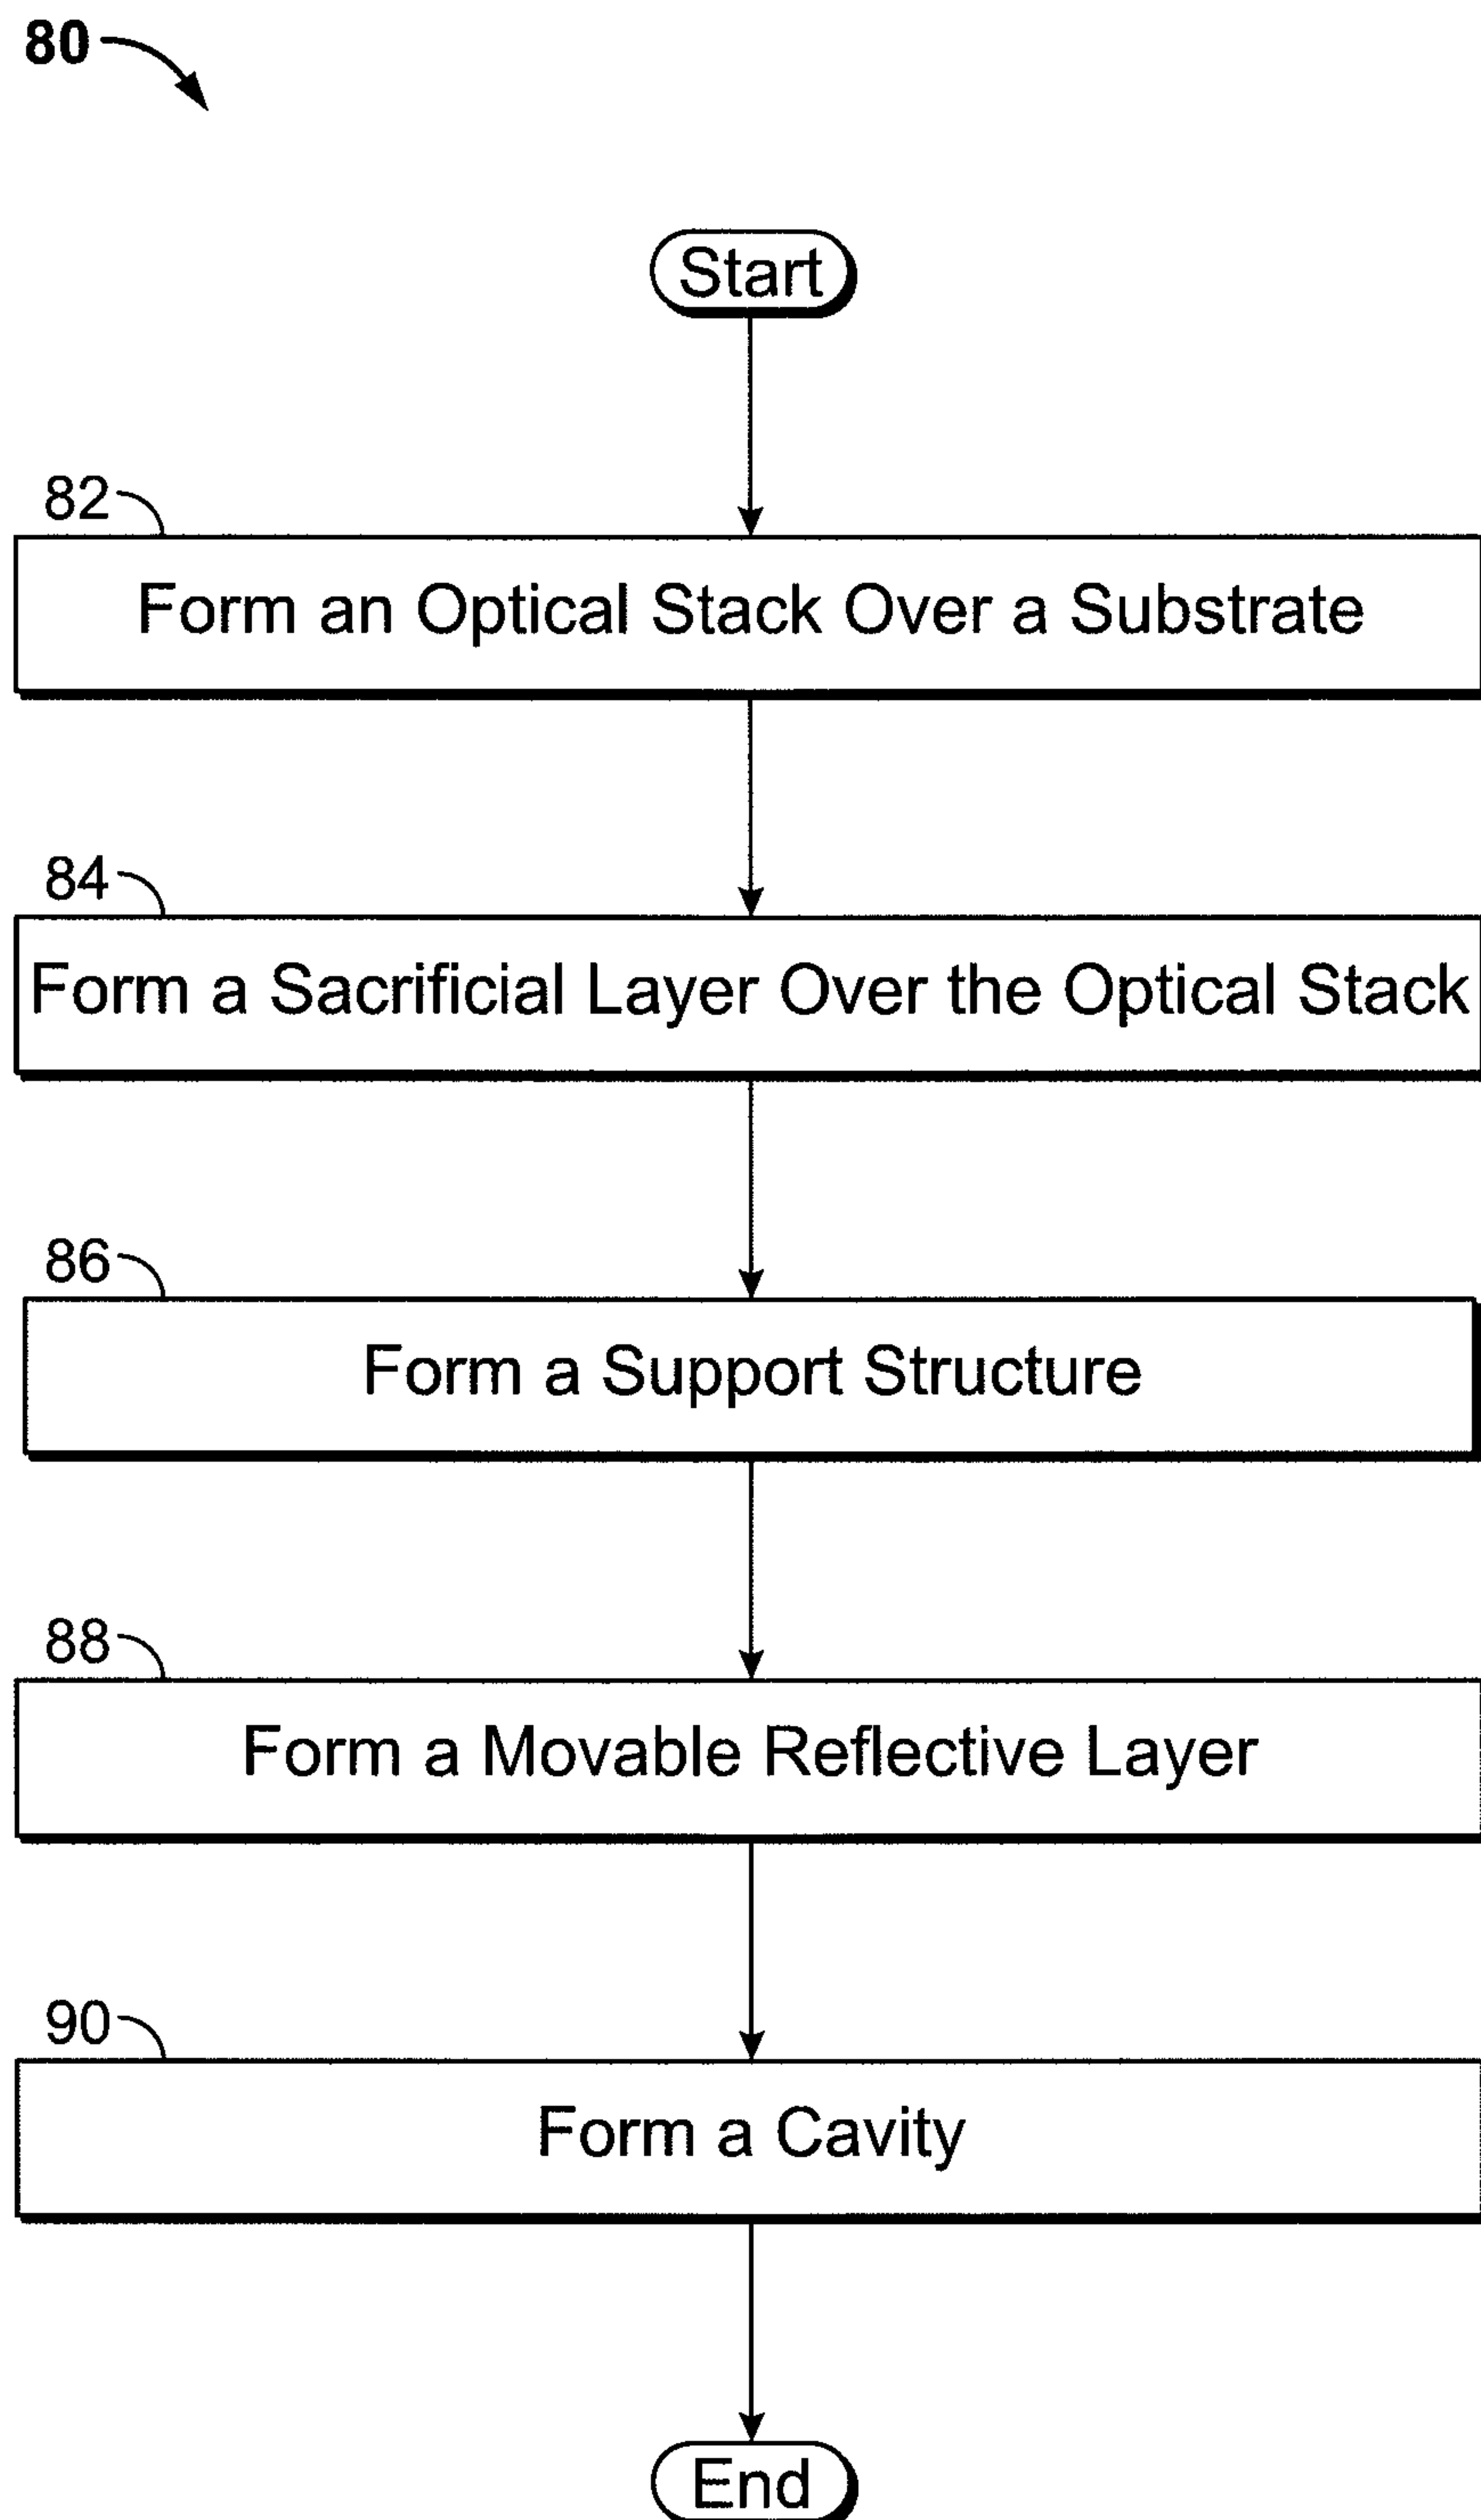 80
Start
82
Form an Optical Stack Over a Substrate
84
Form a Sacrificial Layer Over the Optical Stack
86
Form a Support Structure
88
Form a Movable Reflective Layer
90
Form a Cavity
End